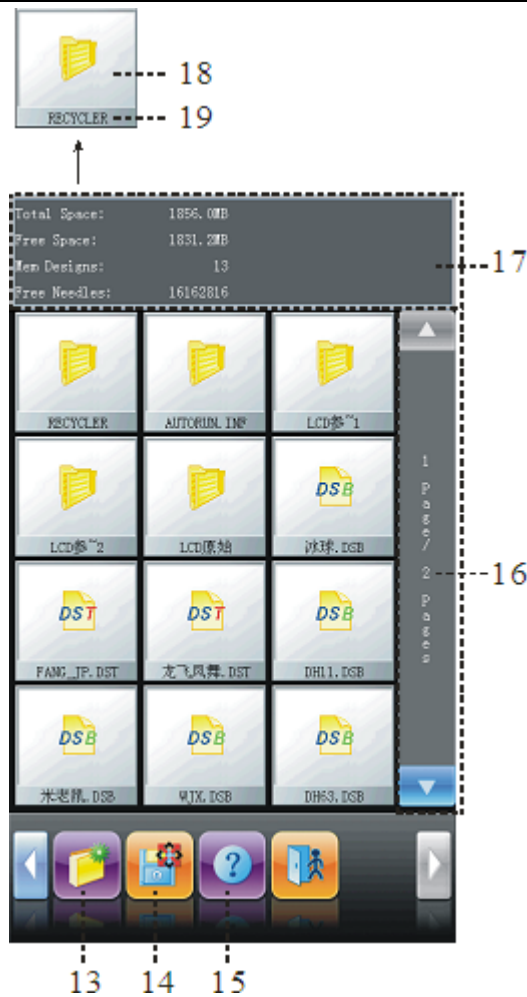 18
RECYCLER
19
Total Space: 1856.0MB
Free Space: 1831.2MB
Mem Designs: 13
Free Needles: 16162816
17
RECYCLER
AUTORUN.INF
LCD参~1
1 Page/ 2 Pages
LCD参~2
LCD原始
DSB
冰球.DSB
16
DST
FANG_JP.DST
DST
龙飞凤舞.DST
DSB
DH11.DSB
DSB
米老鼠.DSB
DSB
WJX.DSB
DSB
DH63.DSB
?
13
14
15